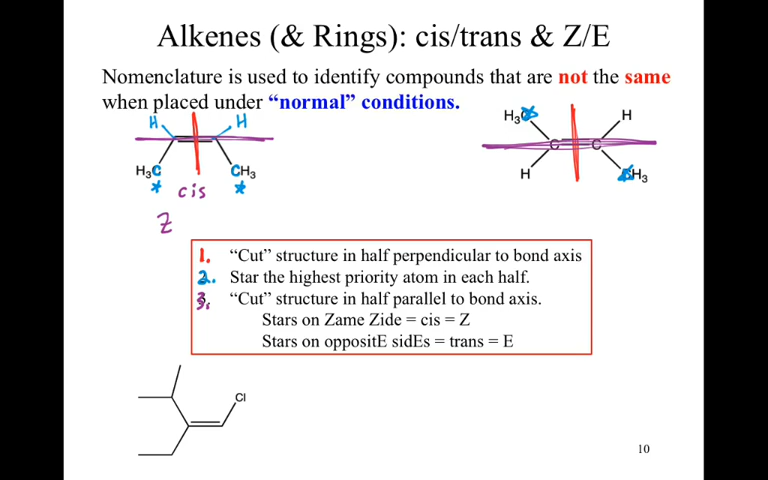 Alkenes (& Rings): cis/trans & Z/E
Nomenclature is used to identify compounds that are not the same
when placed under “normal” conditions.
H H
H₃C CH₃
cis
Z
H₃C H
C C
H CH₃
1. “Cut” structure in half perpendicular to bond axis
2. Star the highest priority atom in each half.
3. “Cut” structure in half parallel to bond axis.
Stars on Zame Zide = cis = Z
Stars on oppositE sidEs = trans = E
Cl
10